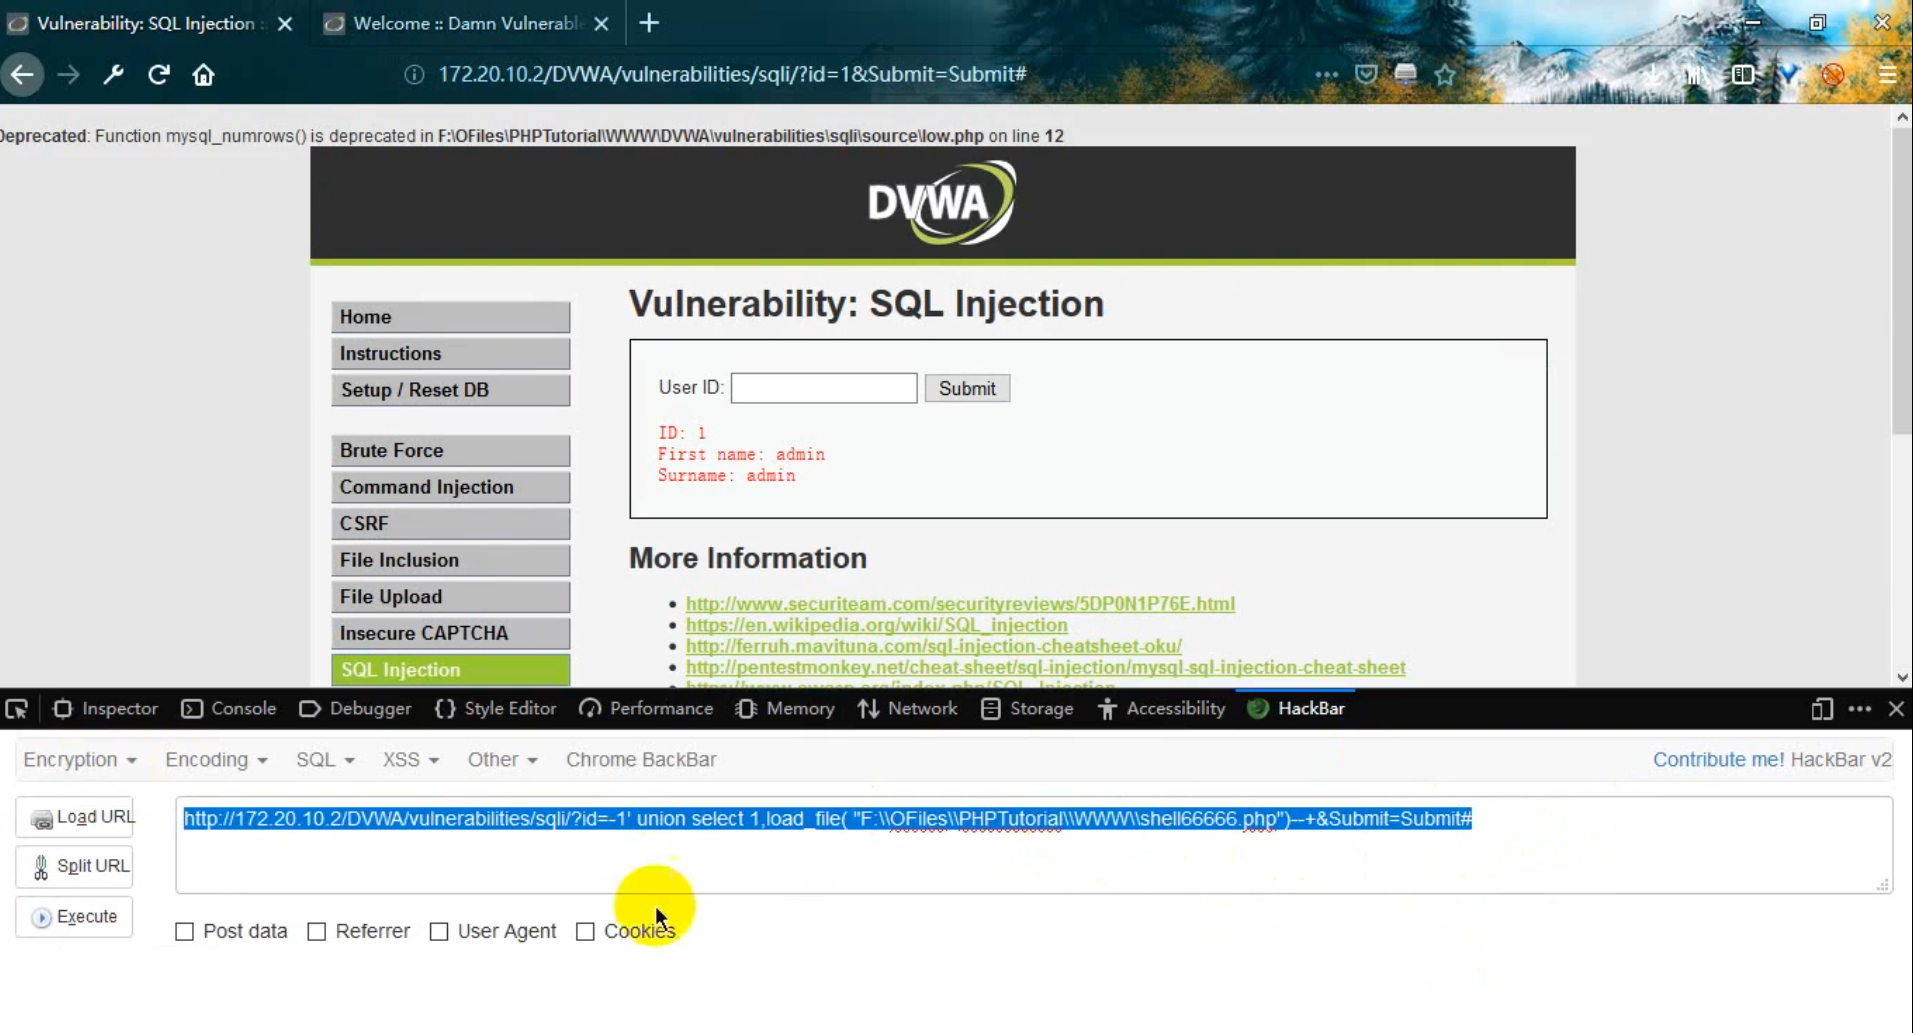 Vulnerability: SQL Injection :
Welcome :: Damn Vulnerabl
172.20.10.2/DVWA/vulnerabilities/sqli/?id=1&Submit=Submit#
Deprecated: Function mysql_numrows() is deprecated in F:\OFiles\PHPTutorial\WWW\DVWA\vulnerabilities\sqli\source\low.php on line 12
DVWA
Home
Instructions
Setup / Reset DB
Brute Force
Command Injection
CSRF
File Inclusion
File Upload
Insecure CAPTCHA
SQL Injection
Vulnerability: SQL Injection
User ID:
Submit
ID: 1
First name: admin
Surname: admin
More Information
http://www.securiteam.com/securityreviews/5DP0N1P76E.html
https://en.wikipedia.org/wiki/SQL_injection
http://ferruh.mavituna.com/sql-injection-cheatsheet-oku/
http://pentestmonkey.net/cheat-sheet/sql-injection/mysql-sql-injection-cheat-sheet
https://www.owasp.org/index.php/SQL_Injection
Inspector Console Debugger {} Style Editor Performance Memory Network Storage Accessibility HackBar
Encryption Encoding SQL XSS Other Chrome BackBar Contribute me! HackBar v2
Load URL
Split URL
Execute
http://172.20.10.2/DVWA/vulnerabilities/sqli/?id=-1' union select 1,load_file( "F:\\OFiles\\PHPTutorial\\WWW\\shell66666.php")--+&Submit=Submit#
Post data Referrer User Agent Cookies